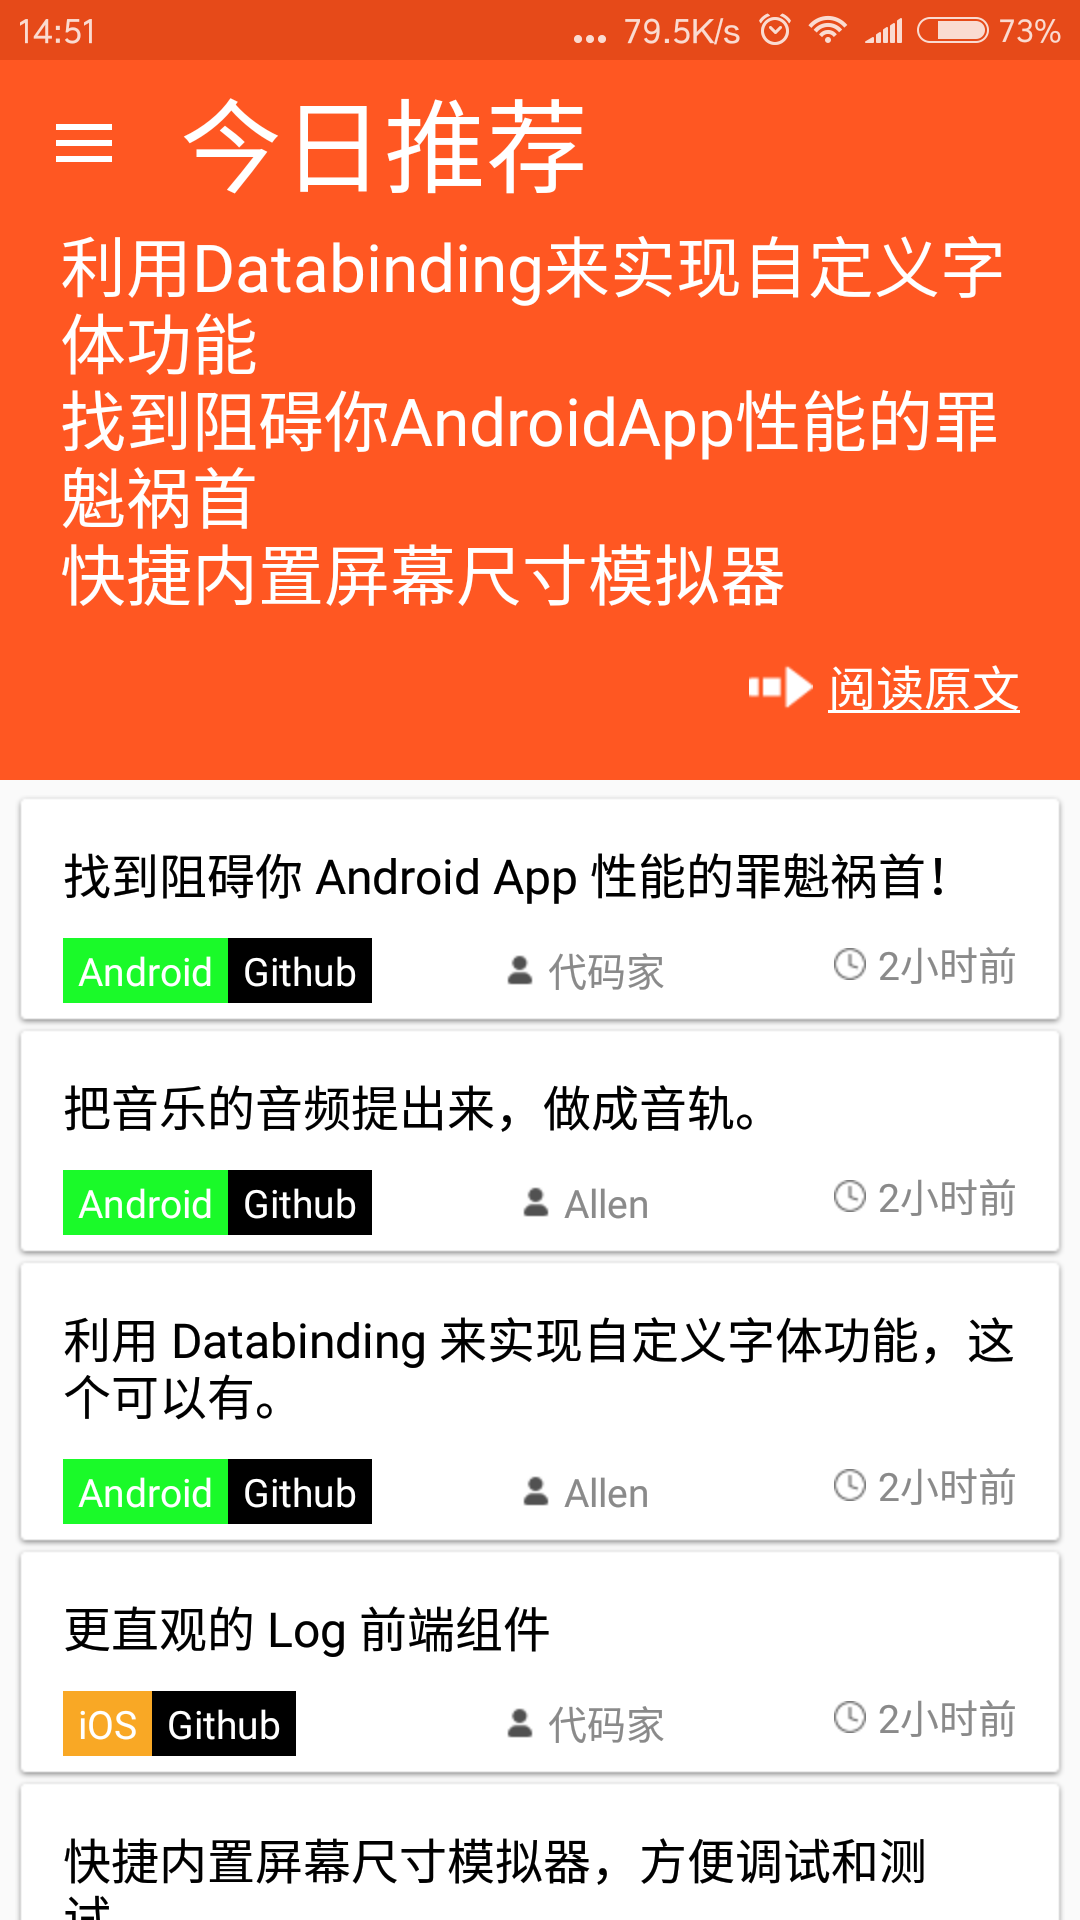 14:51 ... 79.5K/s 73%
今日推荐
利用Databinding来实现自定义字
体功能
找到阻碍你AndroidApp性能的罪
魁祸首
快捷内置屏幕尺寸模拟器
阅读原文
找到阻碍你 Android App 性能的罪魁祸首！
Android Github 代码家 2小时前
把音乐的音频提出来，做成音轨。
Android Github Allen 2小时前
利用 Databinding 来实现自定义字体功能，这
个可以有。
Android Github Allen 2小时前
更直观的 Log 前端组件
iOS Github 代码家 2小时前
快捷内置屏幕尺寸模拟器，方便调试和测
试